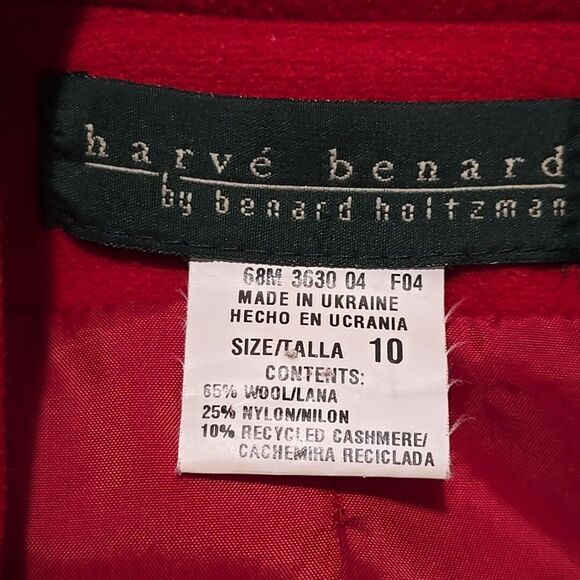 harvé benard
by benard holtzman
68M 3630 04 F04
MADE IN UKRAINE
HECHO EN UCRANIA
SIZE/TALLA 10
CONTENTS:
65% WOOL/LANA
25% NYLON/NILON
10% RECYCLED CASHMERE/
CACHEMIRA RECICLADA